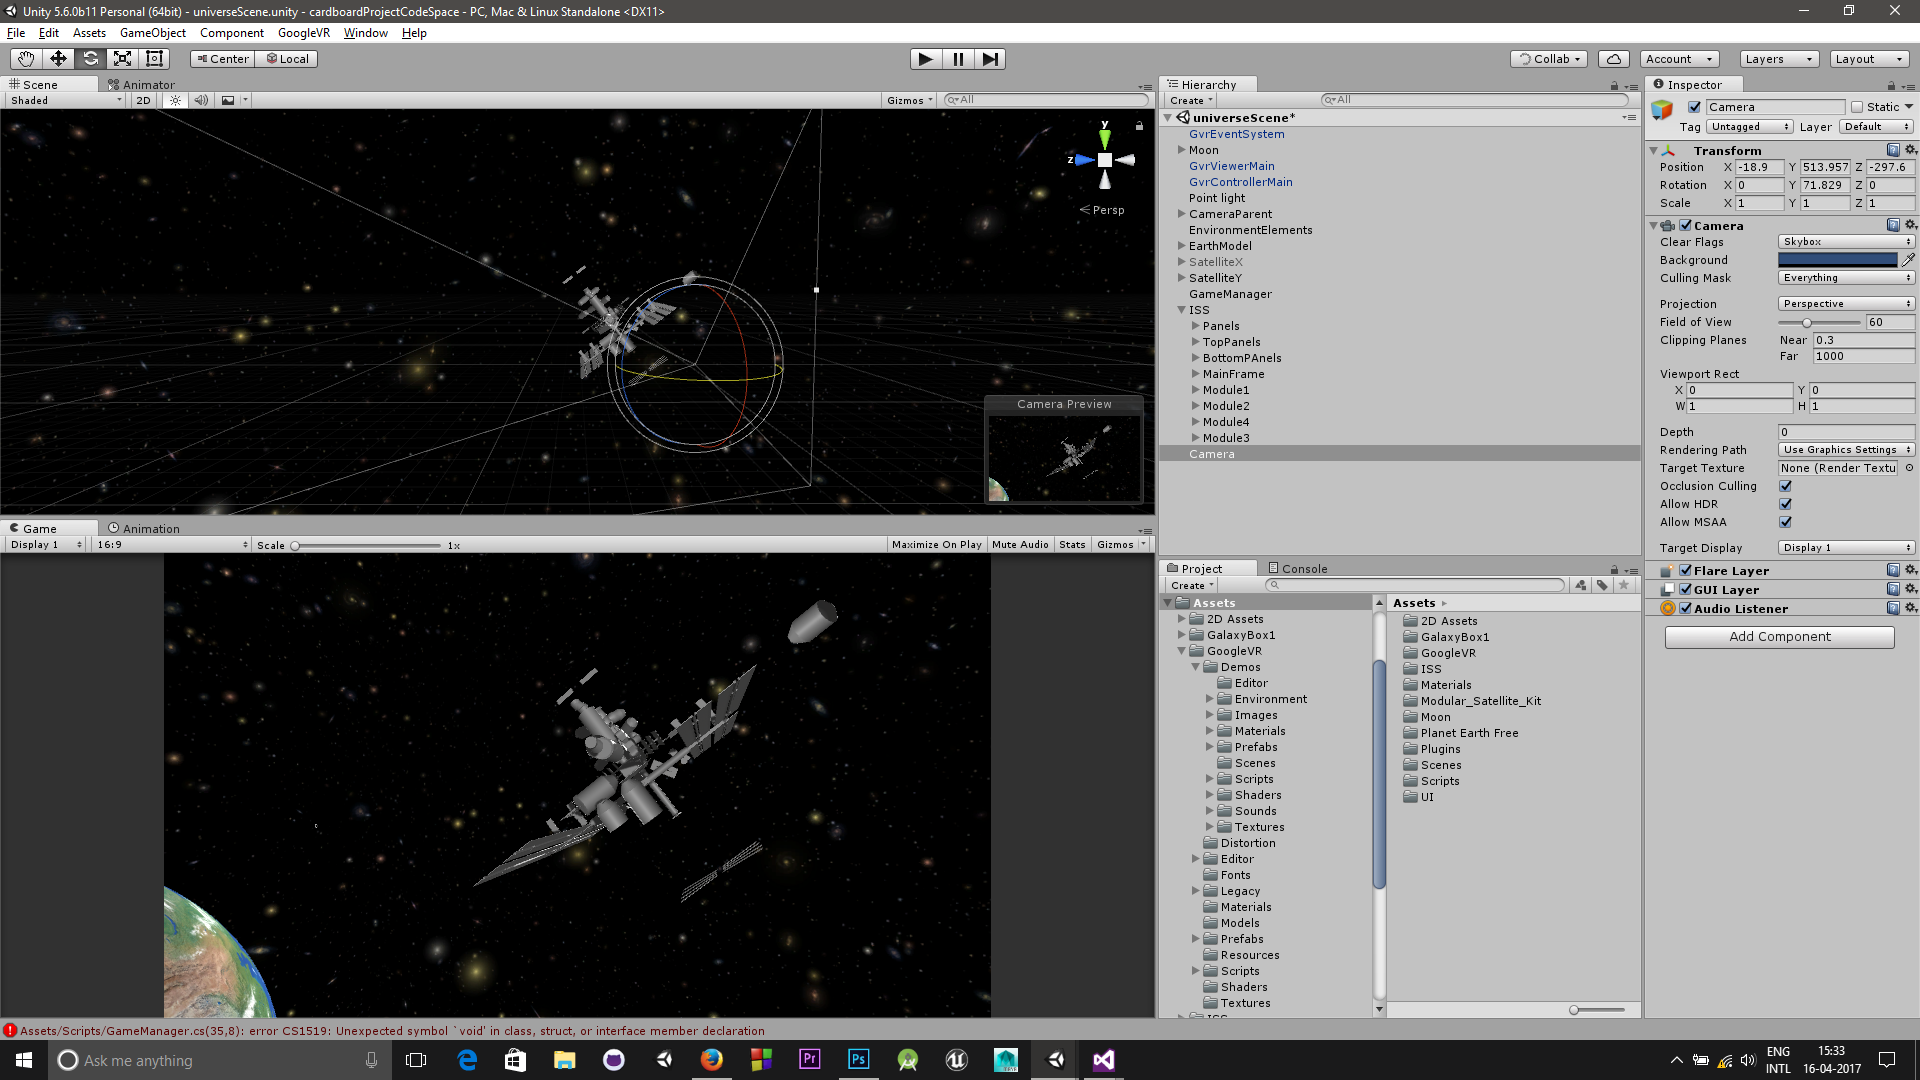 Unity 5.6.0b11 Personal (64bit) - universeScene.unity - cardboardProjectCodeSpace - PC, Mac & Linux Standalone <DX11>
File Edit Assets GameObject Component GoogleVR Window Help
Center Local Collab Account Layers Layout
Scene Animator
Shaded 2D Gizmos All
y
z
Persp
Camera Preview
Game Animation
Display 1 16:9 Scale 1x Maximize On Play Mute Audio Stats Gizmos
Hierarchy
Create All
universeScene*
GvrEventSystem
Moon
GvrViewerMain
GvrControllerMain
Point light
CameraParent
EnvironmentElements
EarthModel
SatelliteX
SatelliteY
GameManager
ISS
Panels
TopPanels
BottomPAnels
MainFrame
Module1
Module2
Module4
Module3
Camera
Project Console
Create
Assets
2D Assets
GalaxyBox1
GoogleVR
Demos
Editor
Environment
Images
Materials
Prefabs
Scenes
Scripts
Shaders
Sounds
Textures
Distortion
Editor
Fonts
Legacy
Materials
Models
Prefabs
Resources
Scripts
Shaders
Textures
ISS
Assets
2D Assets
GalaxyBox1
GoogleVR
ISS
Materials
Modular_Satellite_Kit
Moon
Planet Earth Free
Plugins
Scenes
Scripts
UI
Inspector
Camera Static
Tag Untagged Layer Default
Transform
Position X -18.9 Y 513.957 Z -297.6
Rotation X 0 Y 71.829 Z 0
Scale X 1 Y 1 Z 1
Camera
Clear Flags Skybox
Background
Culling Mask Everything
Projection Perspective
Field of View 60
Clipping Planes Near 0.3
Far 1000
Viewport Rect
X 0 Y 0
W 1 H 1
Depth 0
Rendering Path Use Graphics Settings
Target Texture None (Render Textu
Occlusion Culling
Allow HDR
Allow MSAA
Target Display Display 1
Flare Layer
GUI Layer
Audio Listener
Add Component
Assets/Scripts/GameManager.cs(35,8): error CS1519: Unexpected symbol `void' in class, struct, or interface member declaration
Ask me anything
Pr
Ps
ENG
INTL
15:33
16-04-2017